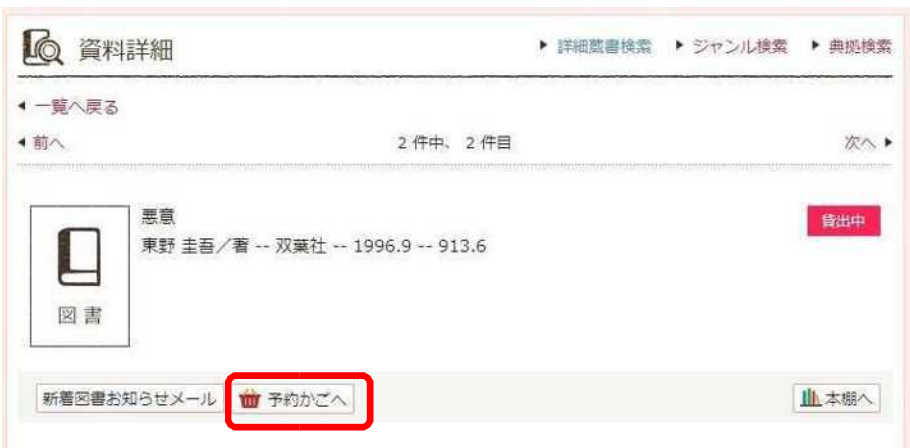 資料詳細
▶ 詳細蔵書検索 ▶ ジャンル検索 ▶ 典拠検索
◀ 一覧へ戻る
◀ 前へ 2 件中、 2 件目 次へ ▶
悪意
貸出中
東野 圭吾／著 -- 双葉社 -- 1996.9 -- 913.6
図書
新着図書お知らせメール 予約かごへ 本棚へ